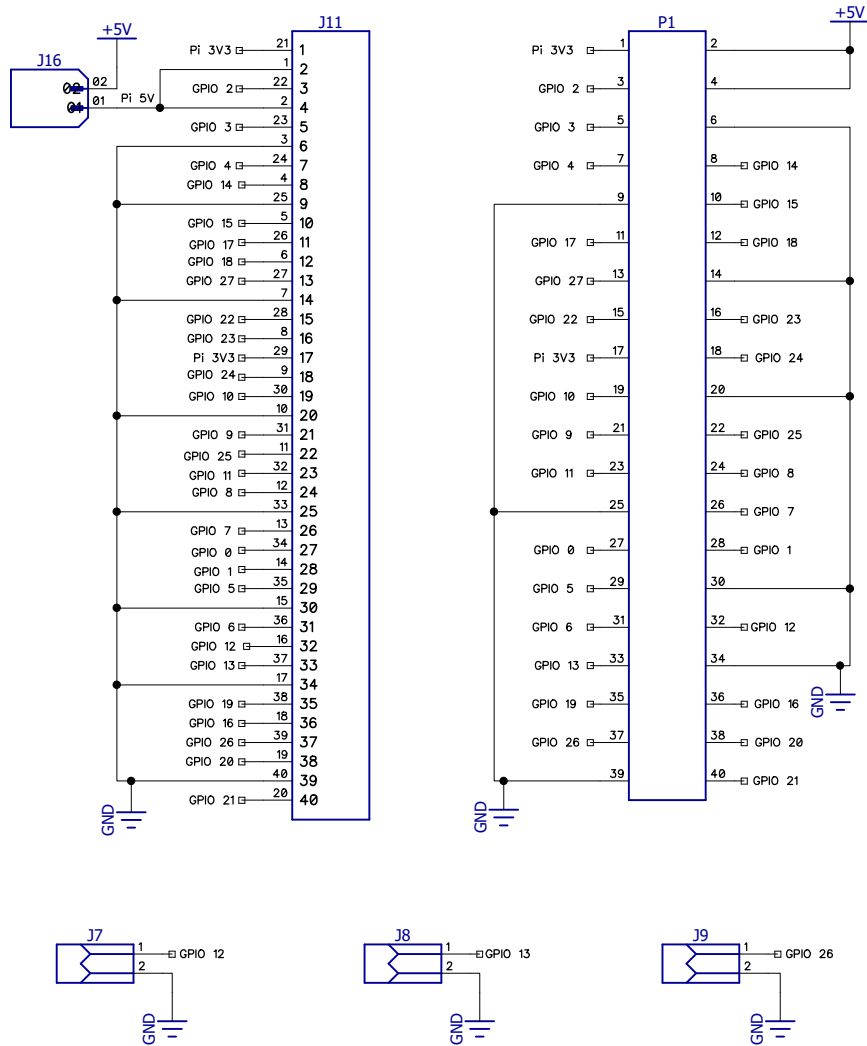 J11
P1
+5V
+5V
J16
02 02
01 01
Pi 5V
Pi 3V3 21 1
1 2
GPIO 2 22 3
2 4
GPIO 3 23 5
3 6
GPIO 4 24 7
GPIO 14 4 8
25 9
GPIO 15 5 10
GPIO 17 26 11
GPIO 18 6 12
GPIO 27 27 13
7 14
GPIO 22 28 15
GPIO 23 8 16
Pi 3V3 29 17
GPIO 24 9 18
GPIO 10 30 19
10 20
GPIO 9 31 21
GPIO 25 11 22
GPIO 11 32 23
GPIO 8 12 24
33 25
GPIO 7 13 26
GPIO 0 34 27
GPIO 1 14 28
GPIO 5 35 29
15 30
GPIO 6 36 31
GPIO 12 16 32
GPIO 13 37 33
17 34
GPIO 19 38 35
GPIO 16 18 36
GPIO 26 39 37
GPIO 20 19 38
40 39
GPIO 21 20 40
GND
Pi 3V3 1 2
GPIO 2 3 4
GPIO 3 5 6
GPIO 4 7 8 GPIO 14
9 10 GPIO 15
GPIO 17 11 12 GPIO 18
GPIO 27 13 14
GPIO 22 15 16 GPIO 23
Pi 3V3 17 18 GPIO 24
GPIO 10 19 20
GPIO 9 21 22 GPIO 25
GPIO 11 23 24 GPIO 8
25 26 GPIO 7
GPIO 0 27 28 GPIO 1
GPIO 5 29 30
GPIO 6 31 32 GPIO 12
GPIO 13 33 34
GPIO 19 35 36 GPIO 16
GPIO 26 37 38 GPIO 20
39 40 GPIO 21
GND
GND
J7
1 GPIO 12
2
GND
J8
1 GPIO 13
2
GND
J9
1 GPIO 26
2
GND